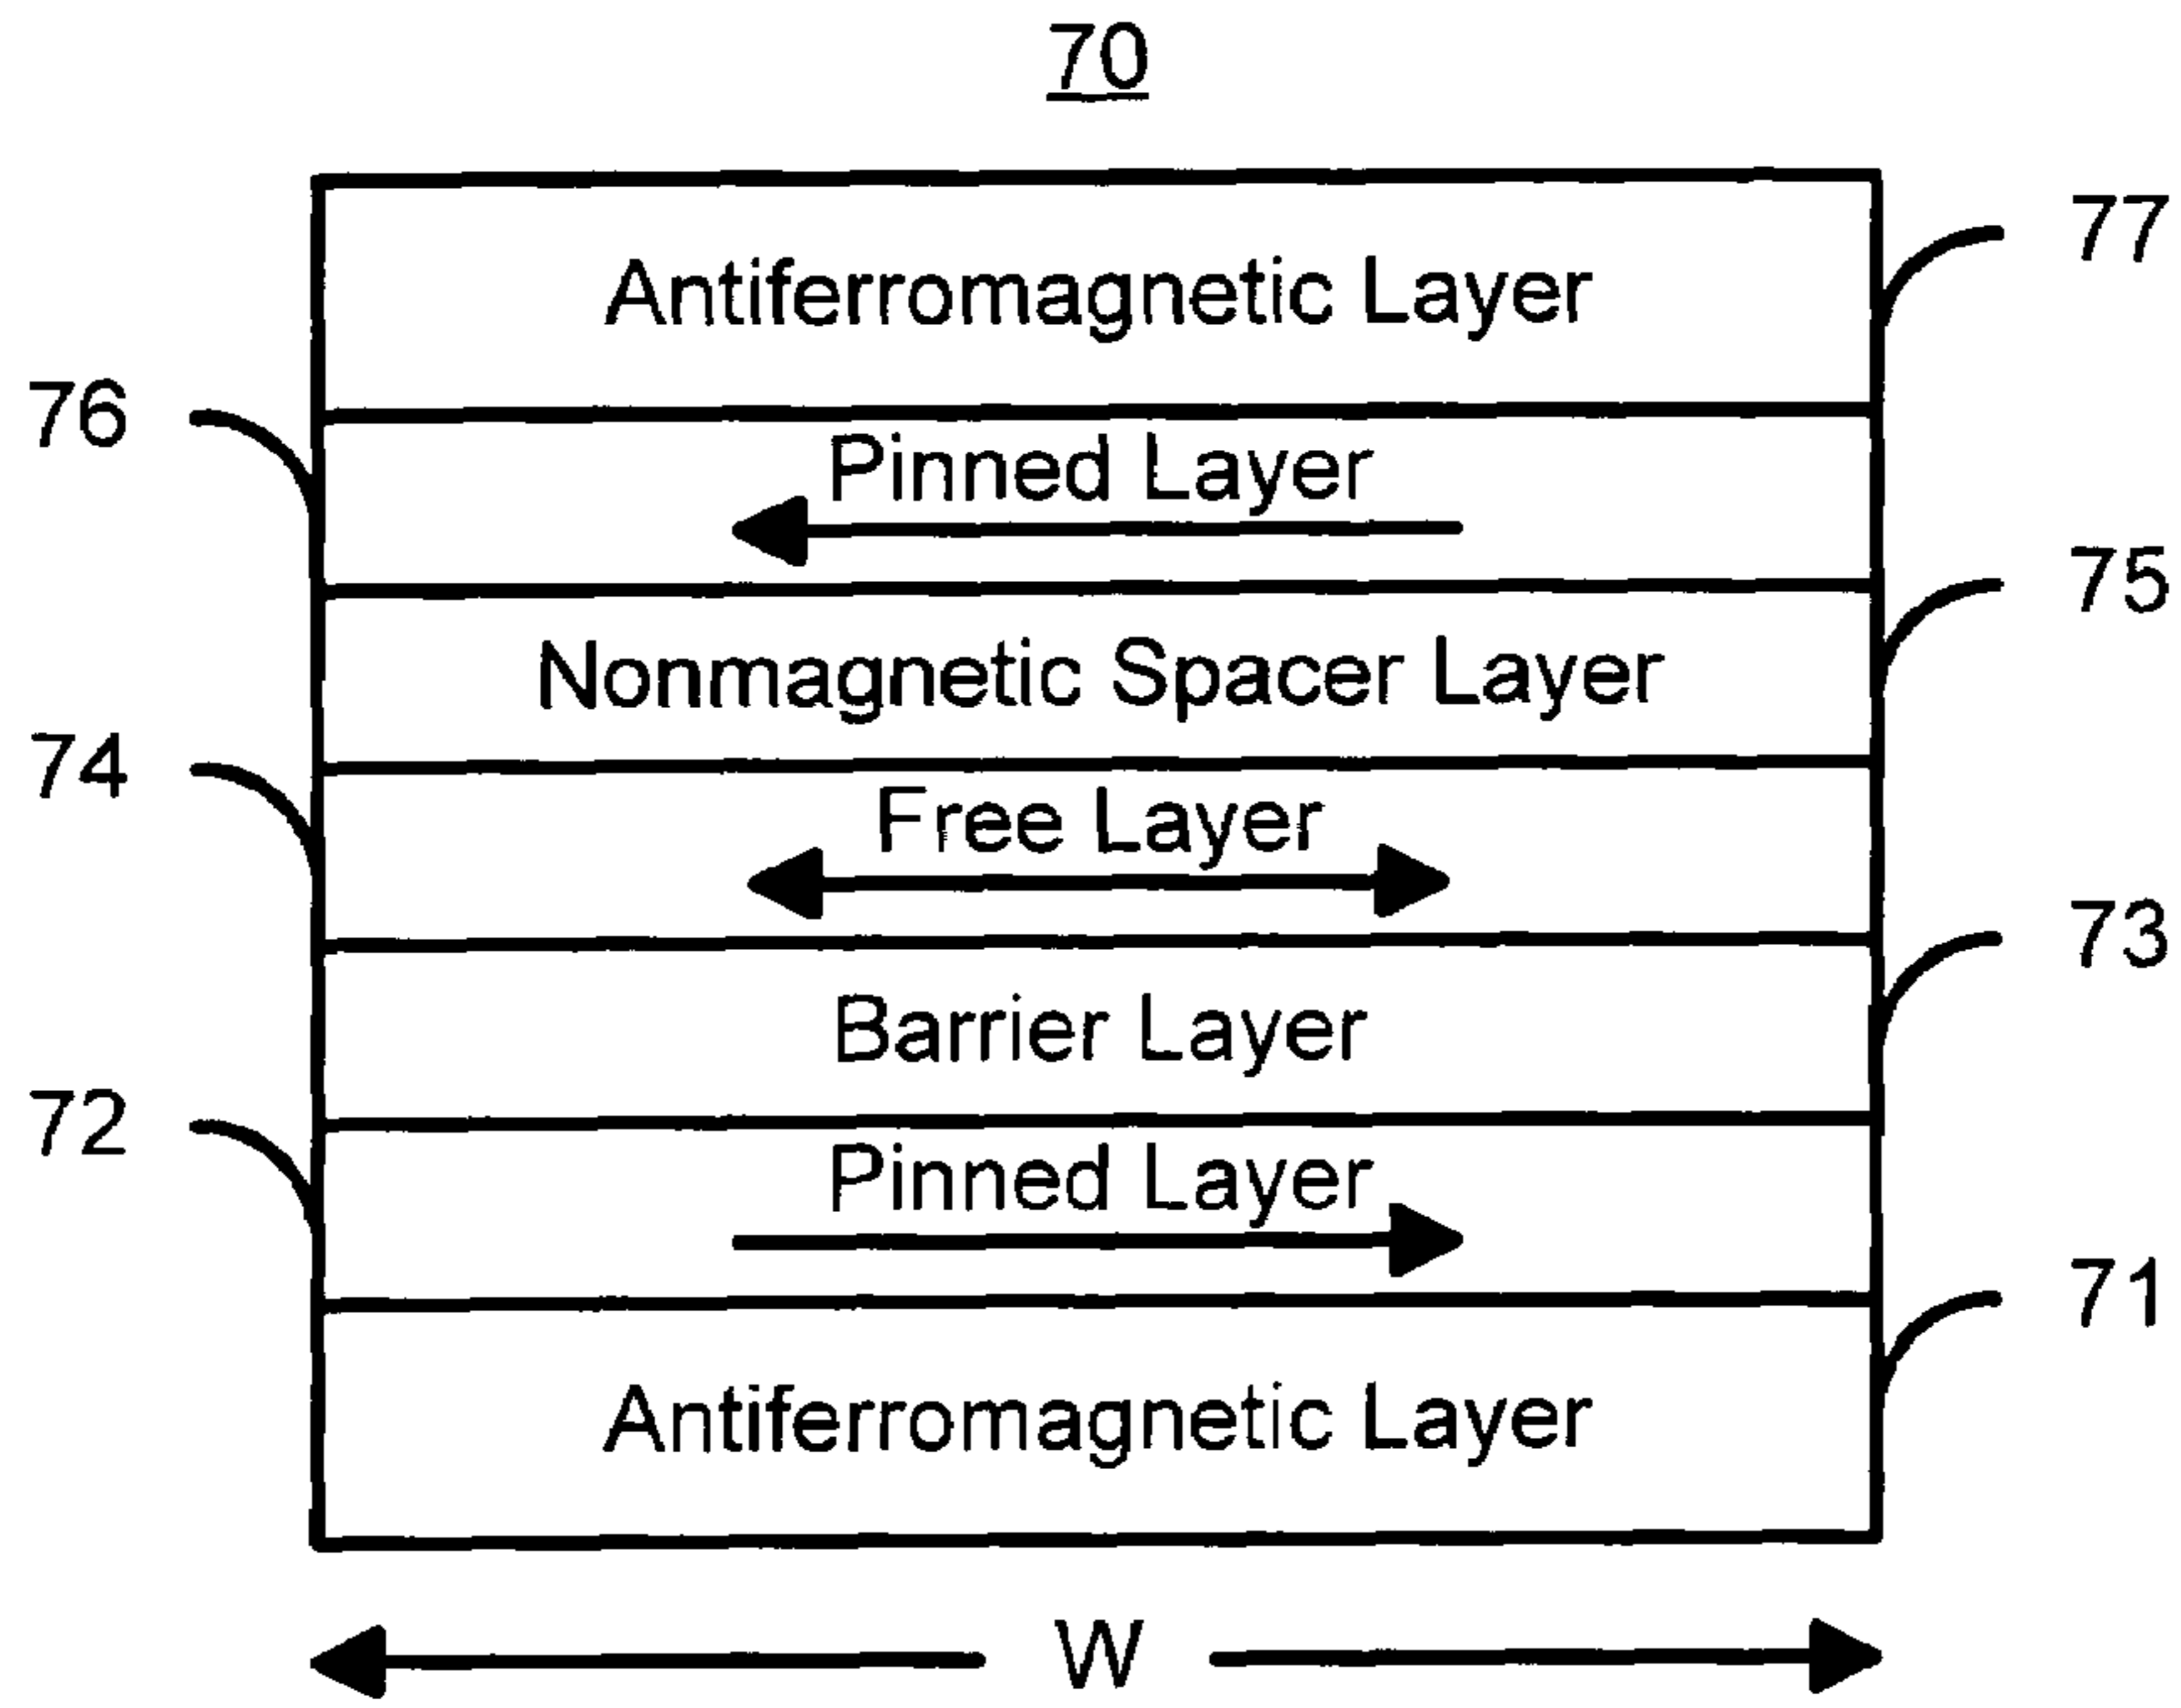 70
Antiferromagnetic Layer
77
76
Pinned Layer
75
Nonmagnetic Spacer Layer
74
Free Layer
73
Barrier Layer
72
Pinned Layer
71
Antiferromagnetic Layer
W